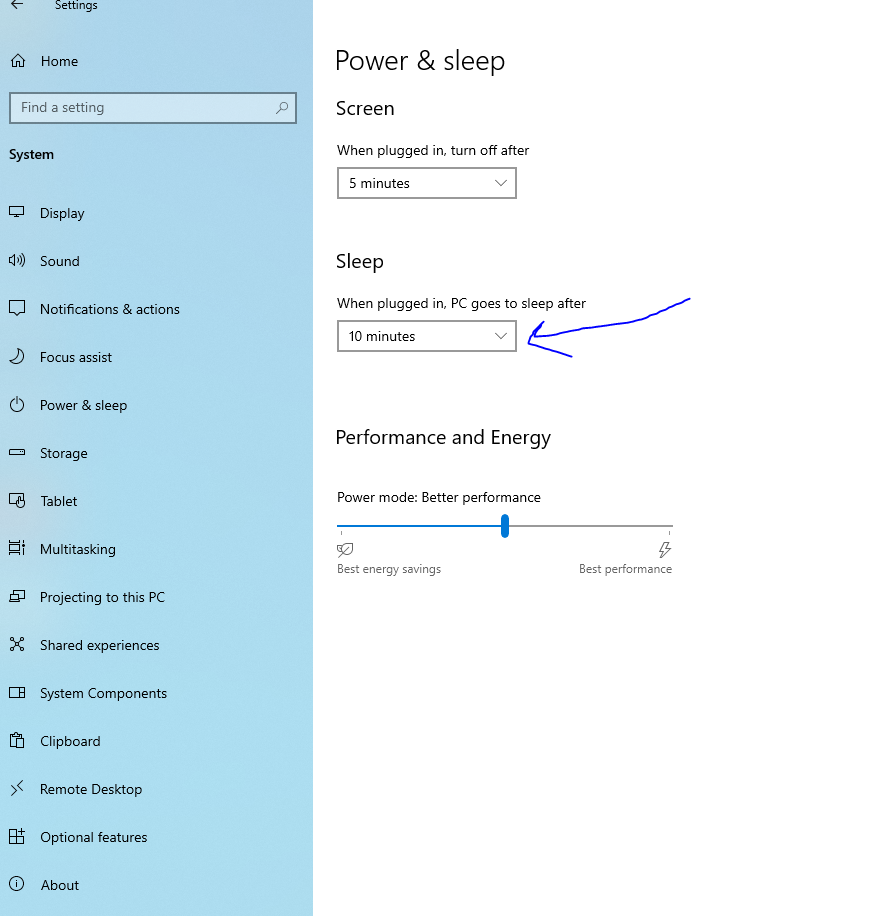 Settings
Home
Find a setting
System
Display
Sound
Notifications & actions
Focus assist
Power & sleep
Storage
Tablet
Multitasking
Projecting to this PC
Shared experiences
System Components
Clipboard
Remote Desktop
Optional features
About
Power & sleep
Screen
When plugged in, turn off after
5 minutes
Sleep
When plugged in, PC goes to sleep after
10 minutes
Performance and Energy
Power mode: Better performance
Best energy savings
Best performance